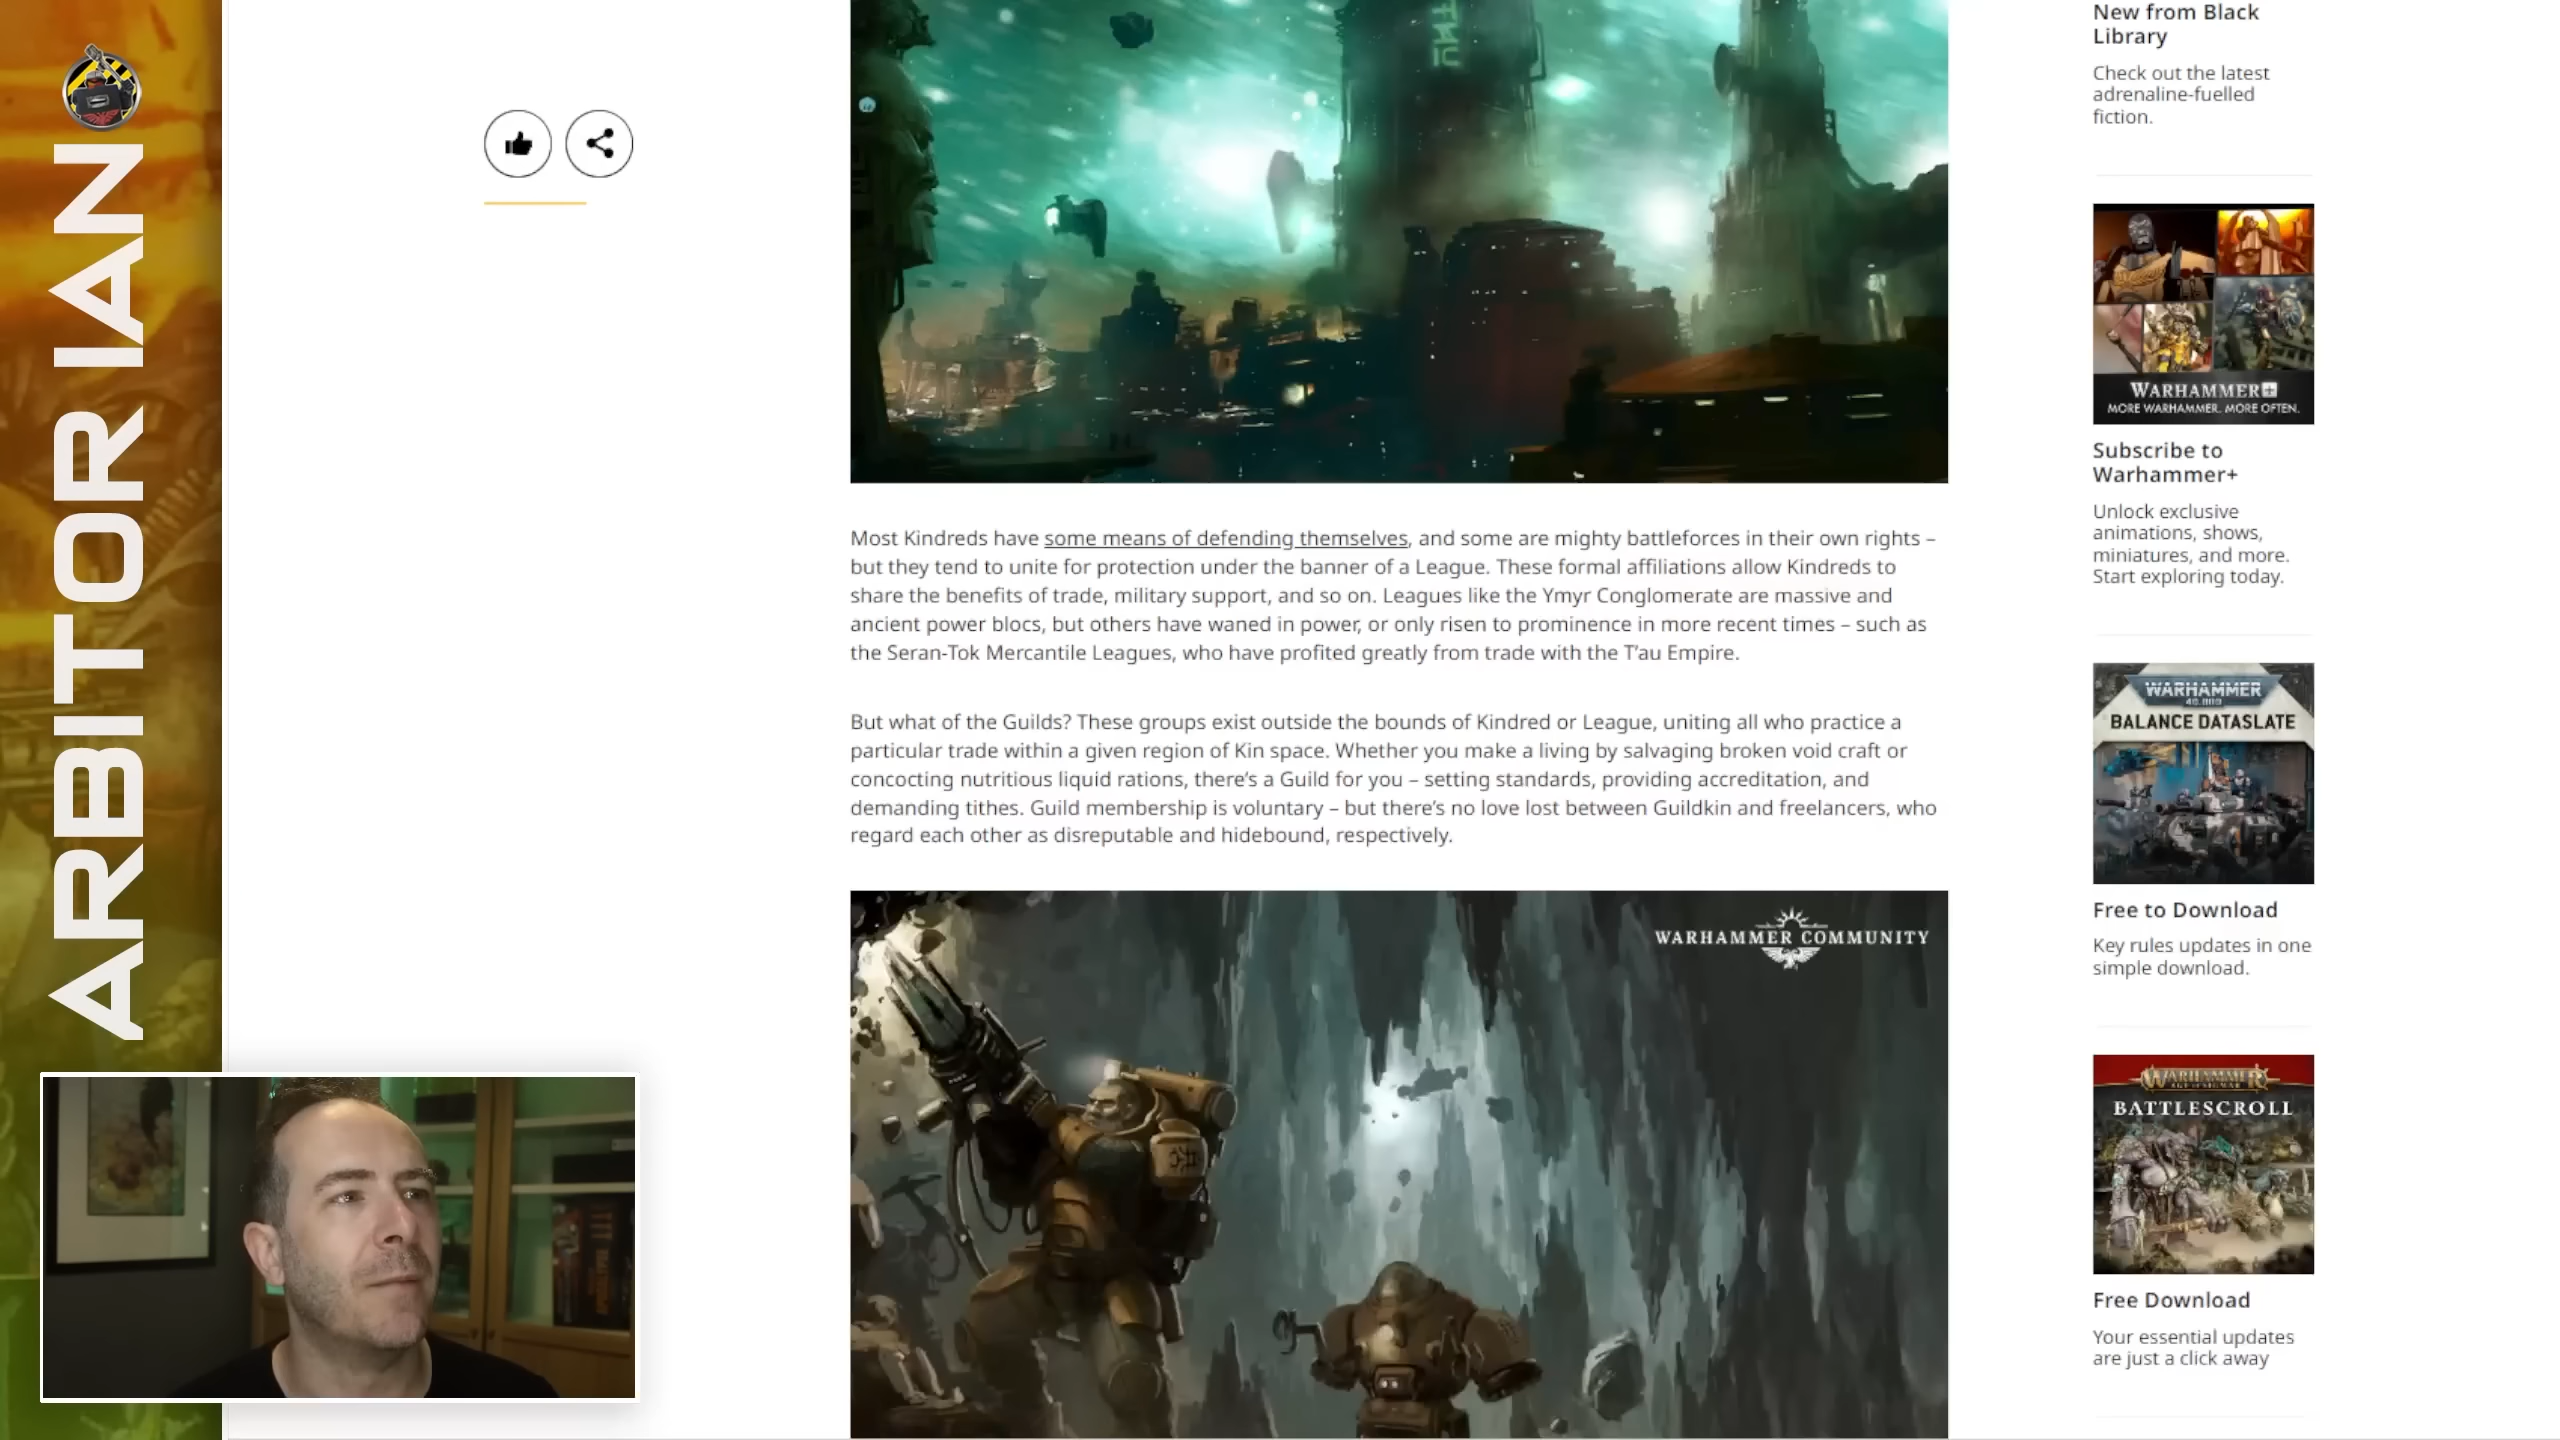 ARBITOR IAN
Most Kindreds have some means of defending themselves, and some are mighty battleforces in their own rights –
but they tend to unite for protection under the banner of a League. These formal affiliations allow Kindreds to
share the benefits of trade, military support, and so on. Leagues like the Ymyr Conglomerate are massive and
ancient power blocs, but others have waned in power, or only risen to prominence in more recent times – such as
the Seran-Tok Mercantile Leagues, who have profited greatly from trade with the T’au Empire.
But what of the Guilds? These groups exist outside the bounds of Kindred or League, uniting all who practice a
particular trade within a given region of Kin space. Whether you make a living by salvaging broken void craft or
concocting nutritious liquid rations, there’s a Guild for you – setting standards, providing accreditation, and
demanding tithes. Guild membership is voluntary – but there’s no love lost between Guildkin and freelancers, who
regard each other as disreputable and hidebound, respectively.
WARHAMMER COMMUNITY
New from Black
Library
Check out the latest
adrenaline-fuelled
fiction.
WARHAMMER+
MORE WARHAMMER. MORE OFTEN.
Subscribe to
Warhammer+
Unlock exclusive
animations, shows,
miniatures, and more.
Start exploring today.
WARHAMMER
40,000
BALANCE DATASLATE
Free to Download
Key rules updates in one
simple download.
WARHAMMER
AGE OF SIGMAR
BATTLESCROLL
Free Download
Your essential updates
are just a click away